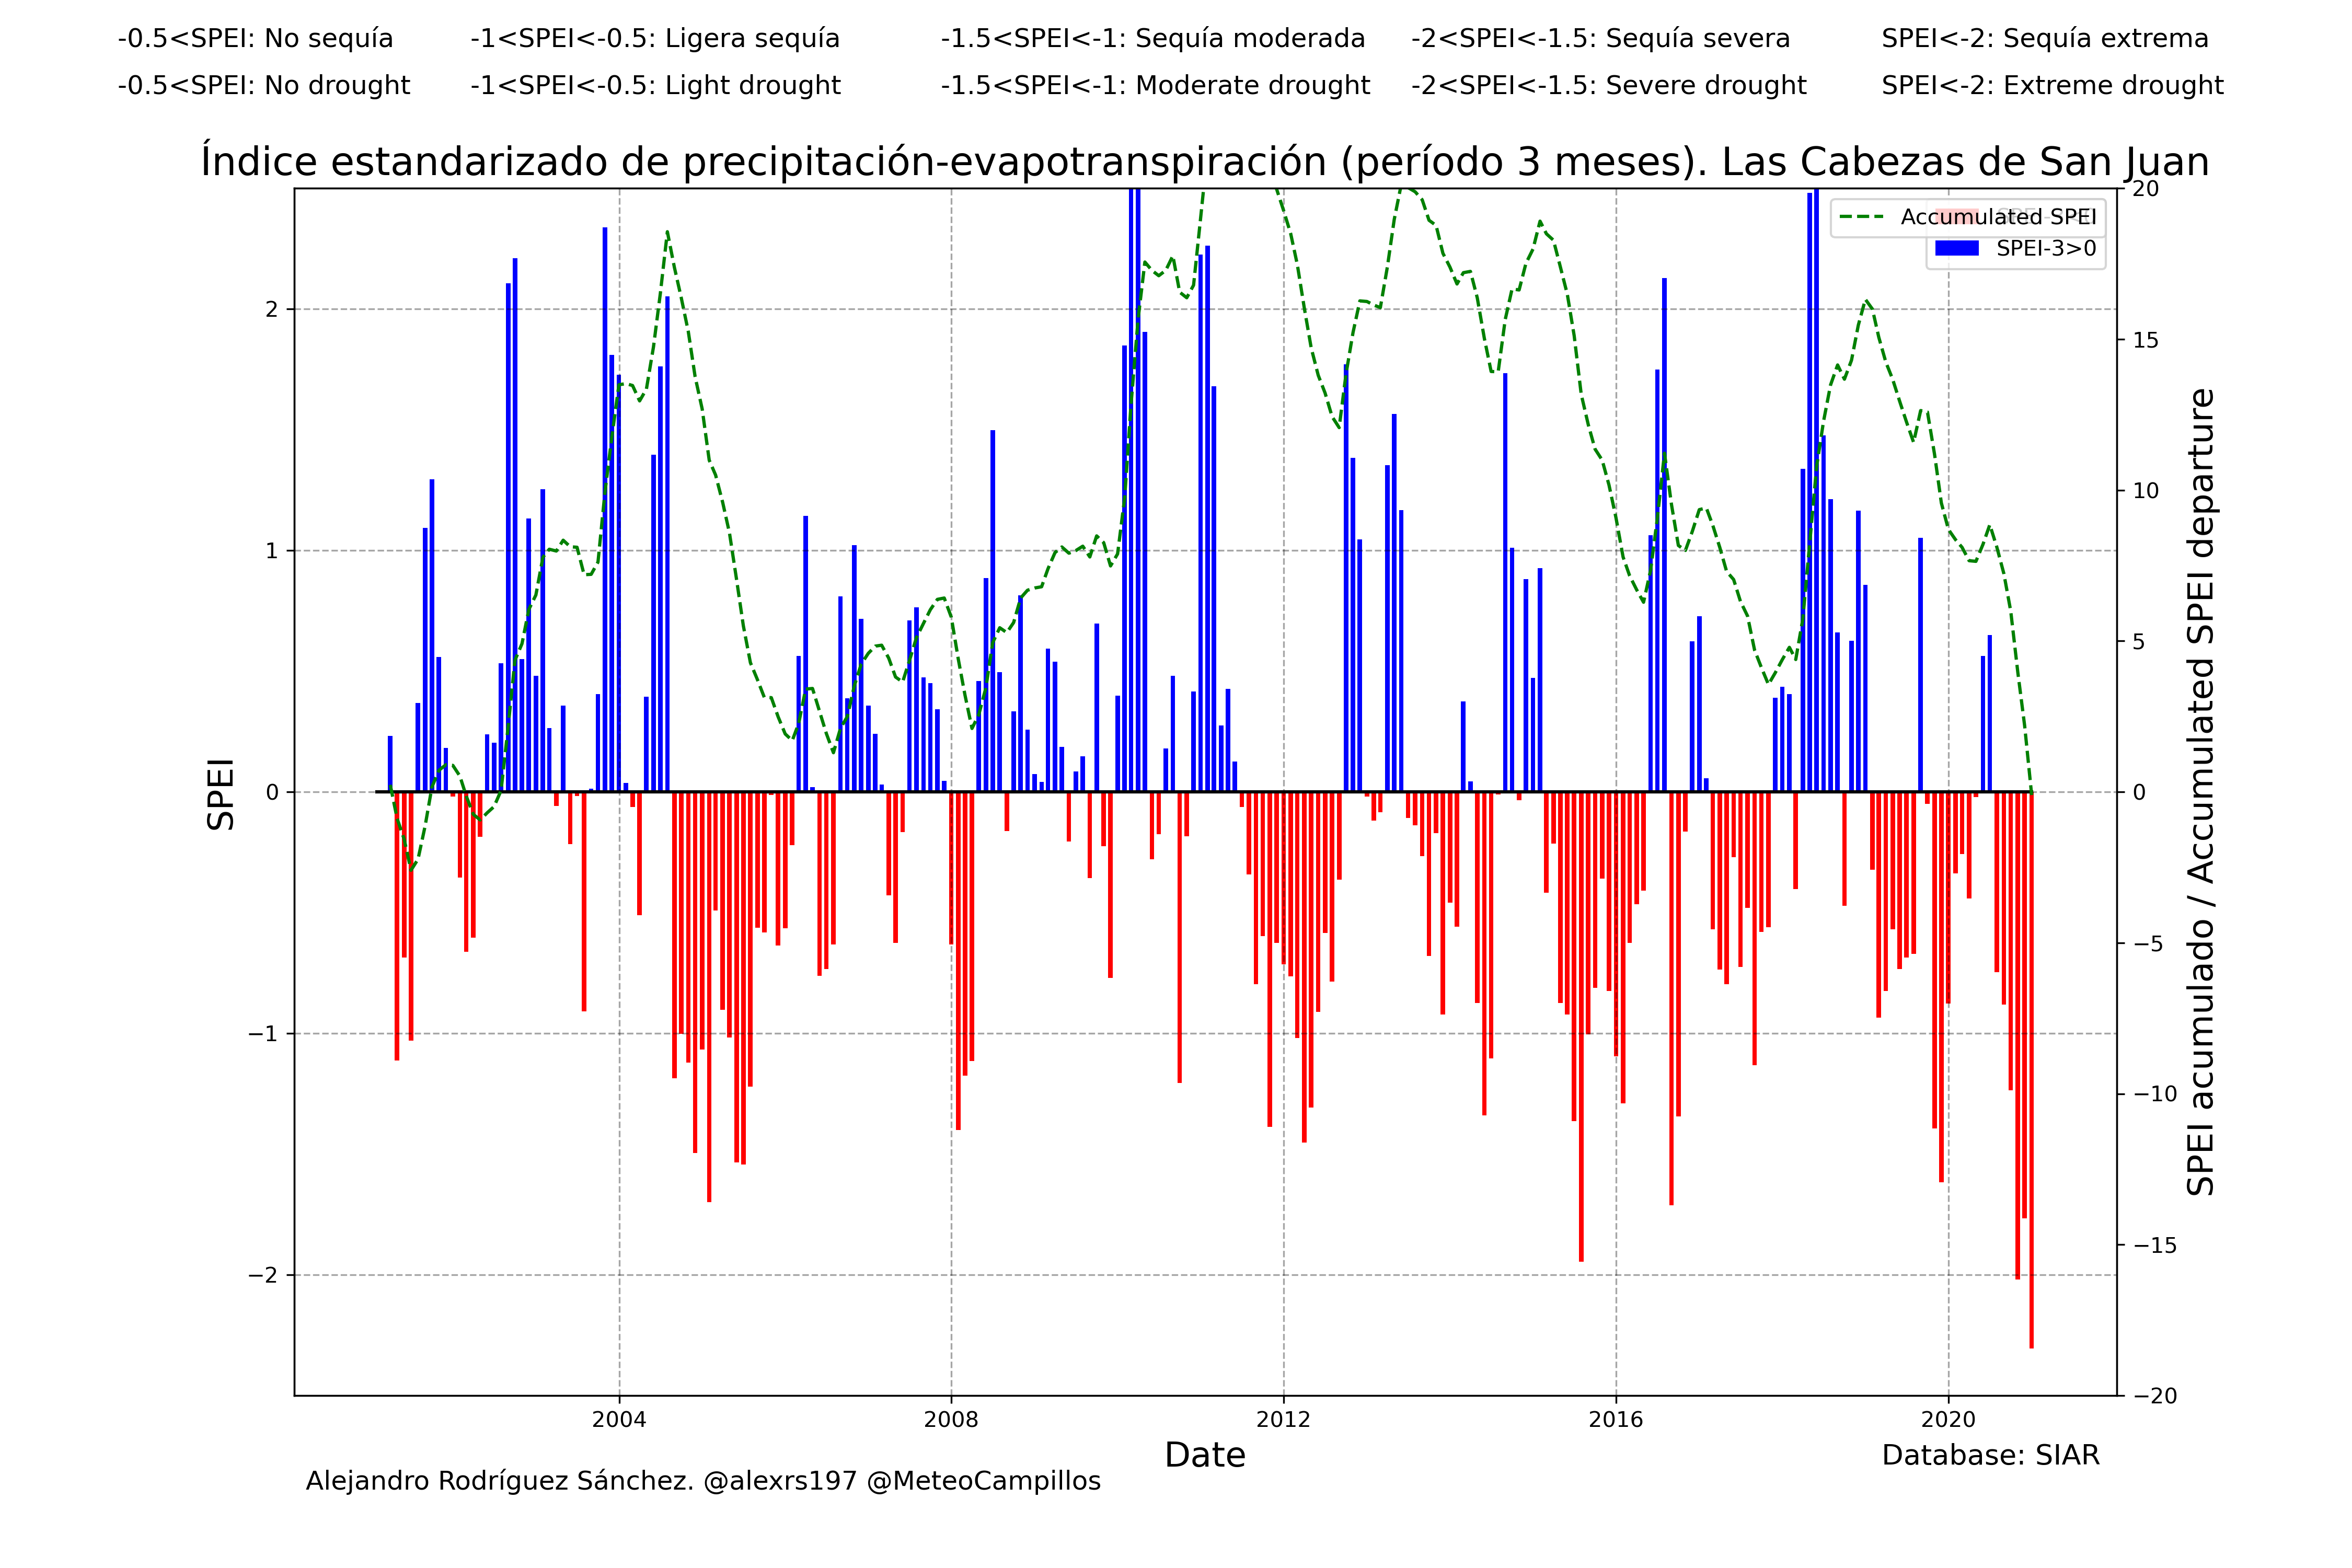 -0.5<SPEI: No sequía -1<SPEI<-0.5: Ligera sequía -1.5<SPEI<-1: Sequía moderada -2<SPEI<-1.5: Sequía severa SPEI<-2: Sequía extrema
-0.5<SPEI: No drought -1<SPEI<-0.5: Light drought -1.5<SPEI<-1: Moderate drought -2<SPEI<-1.5: Severe drought SPEI<-2: Extreme drought
Índice estandarizado de precipitación-evapotranspiración (período 3 meses). Las Cabezas de San Juan
Accumulated SPEI
SPEI-3>0
SPEI
2
1
0
−1
−2
20
15
10
5
0
−5
−10
−15
−20
SPEI acumulado / Accumulated SPEI departure
2004 2008 2012 2016 2020
Date
Database: SIAR
Alejandro Rodríguez Sánchez. @alexrs197 @MeteoCampillos